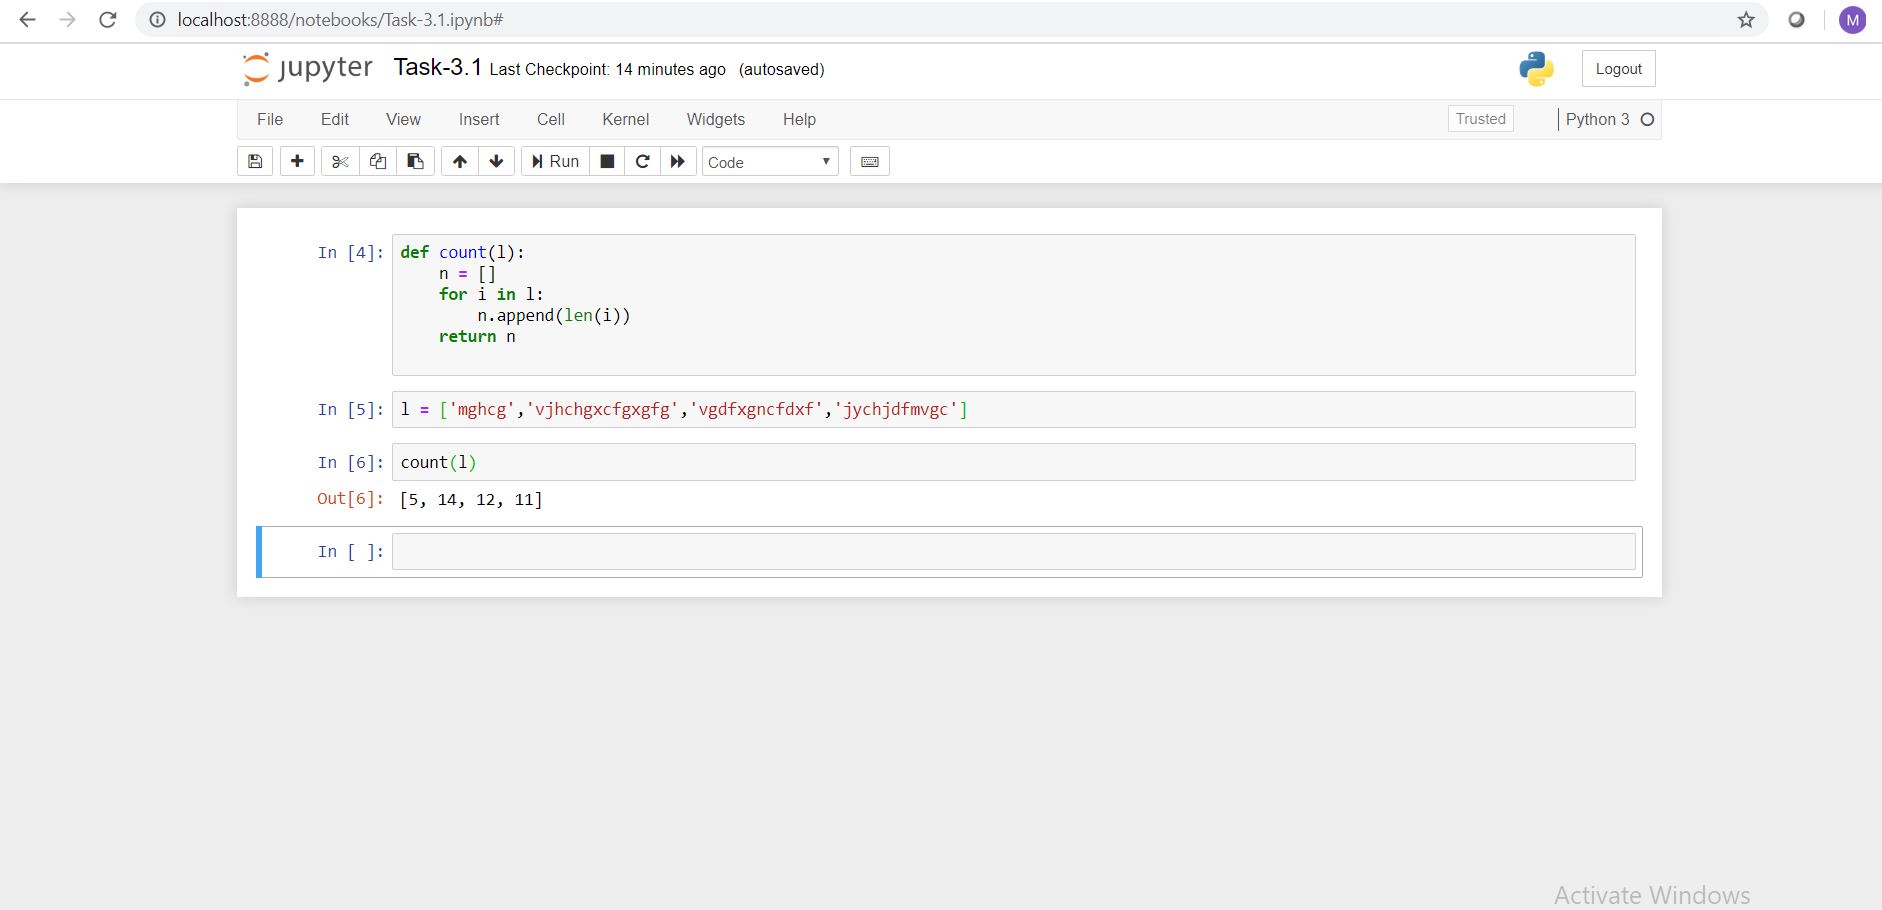 localhost:8888/notebooks/Task-3.1.ipynb#
M
jupyter Task-3.1 Last Checkpoint: 14 minutes ago (autosaved)
Logout
File Edit View Insert Cell Kernel Widgets Help
Trusted
Python 3
Run
Code
In [4]: def count(l):
    n = []
    for i in l:
        n.append(len(i))
    return n
In [5]: l = ['mghcg','vjhchgxcfgxgfg','vgdfxgncfdxf','jychjdfmvgc']
In [6]: count(l)
Out[6]: [5, 14, 12, 11]
In [ ]:
Activate Windows